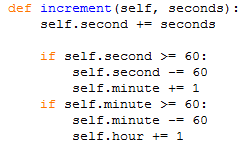 def increment(self, seconds):
    self.second += seconds

    if self.second >= 60:
        self.second -= 60
        self.minute += 1
    if self.minute >= 60:
        self.minute -= 60
        self.hour += 1